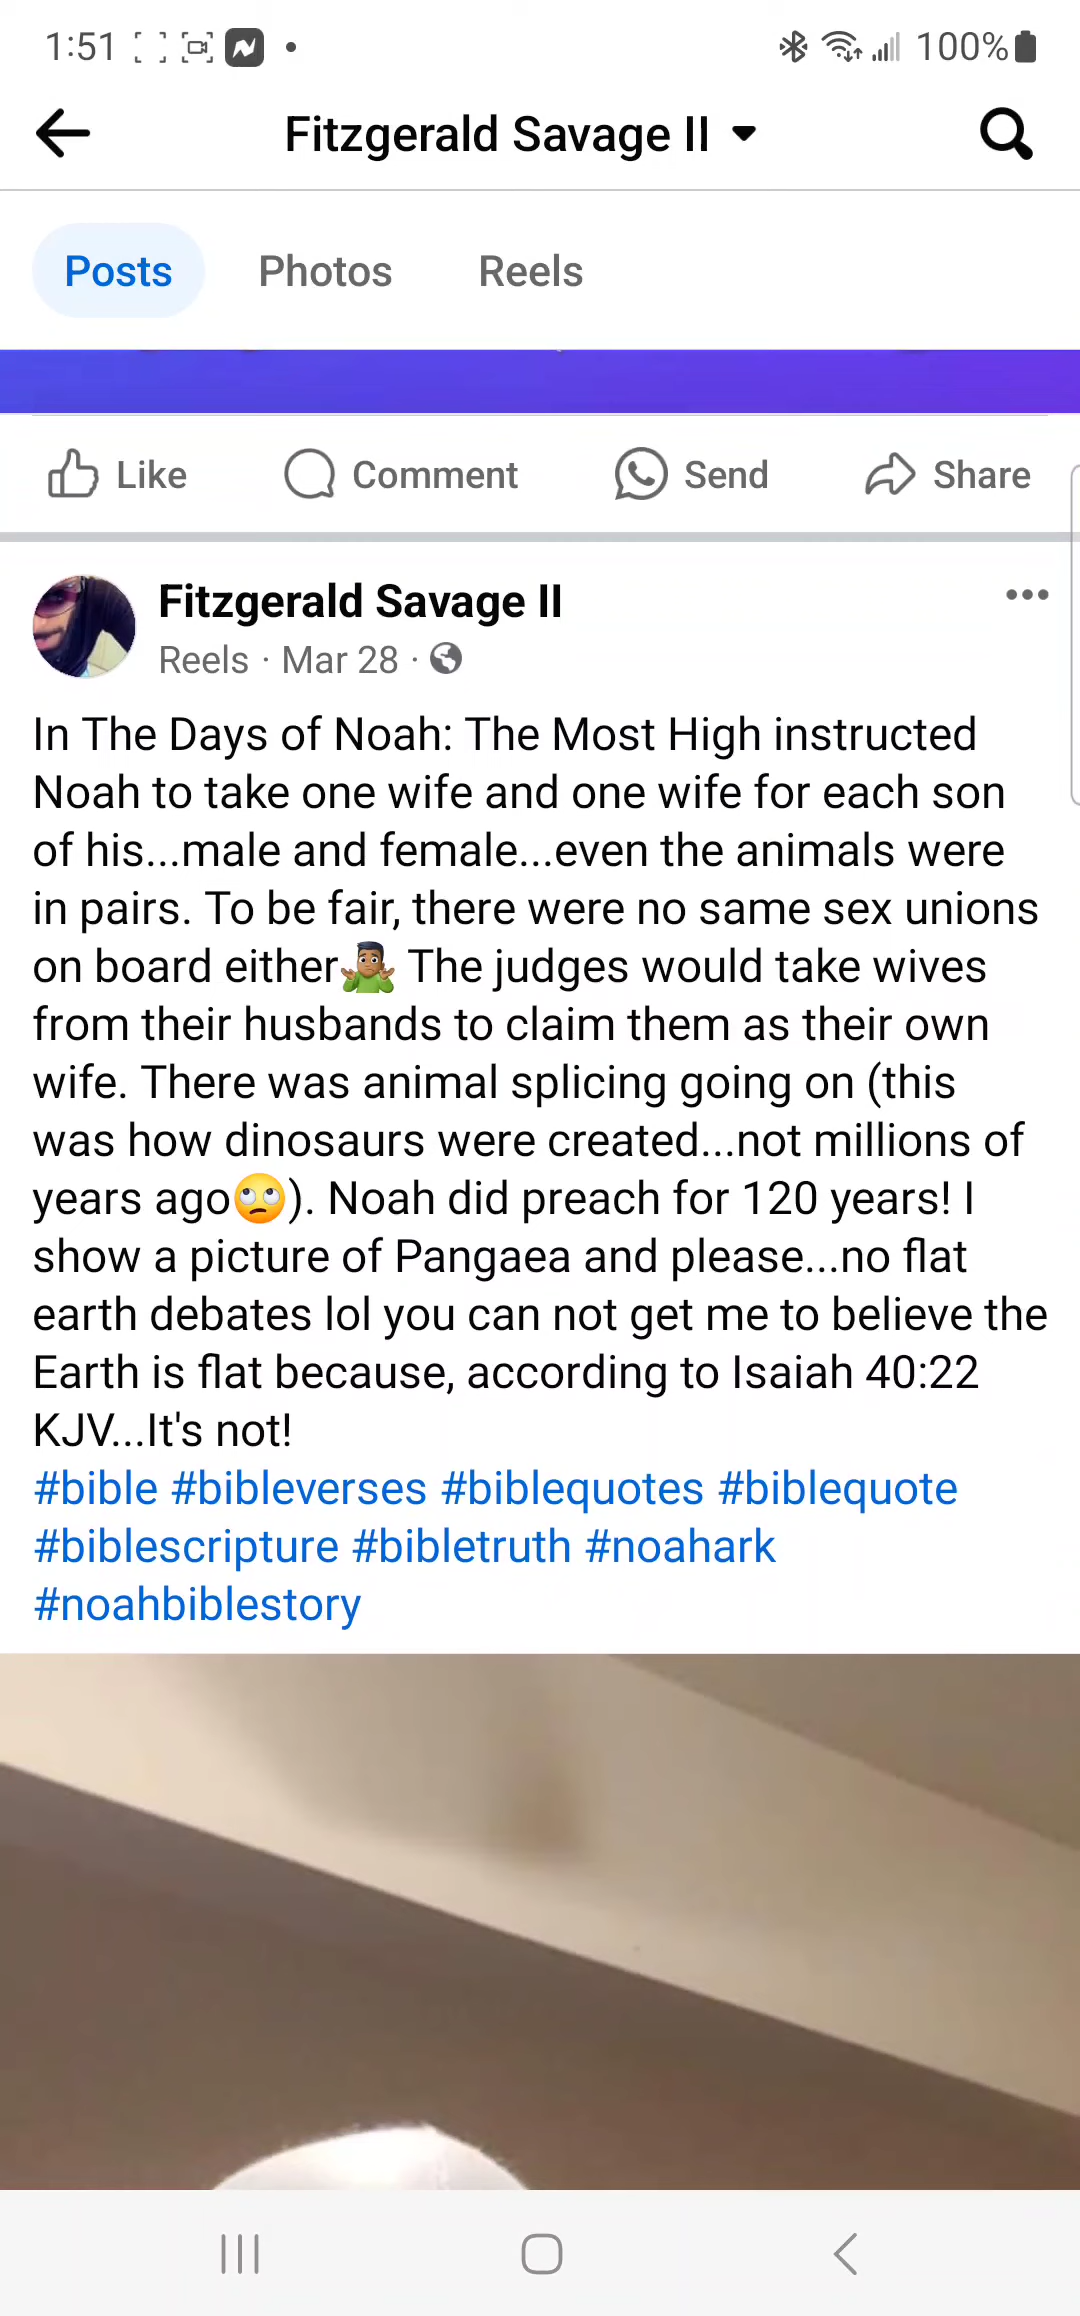 1:51
100%
Fitzgerald Savage II
Posts Photos Reels
Like Comment Send Share
Fitzgerald Savage II
Reels · Mar 28 ·
In The Days of Noah: The Most High instructed
Noah to take one wife and one wife for each son
of his...male and female...even the animals were
in pairs. To be fair, there were no same sex unions
on board either🤷🏾‍♂️ The judges would take wives
from their husbands to claim them as their own
wife. There was animal splicing going on (this
was how dinosaurs were created...not millions of
years ago🙄). Noah did preach for 120 years! I
show a picture of Pangaea and please...no flat
earth debates lol you can not get me to believe the
Earth is flat because, according to Isaiah 40:22
KJV...It's not!
#bible #bibleverses #biblequotes #biblequote
#biblescripture #bibletruth #noahark
#noahbiblestory